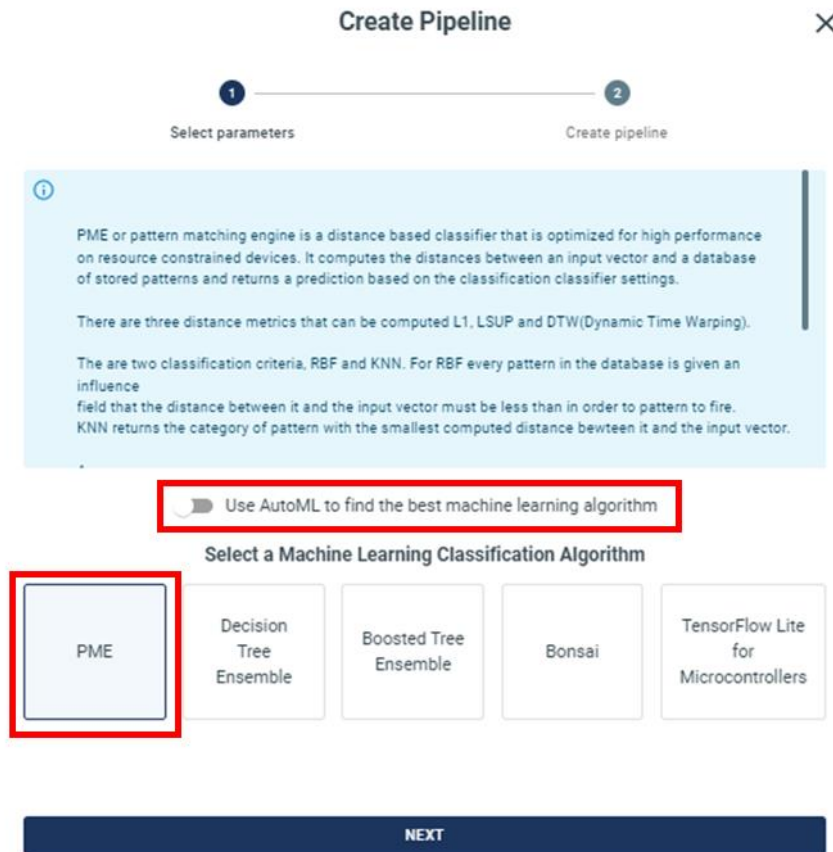 Create Pipeline
1
2
Select parameters
Create pipeline
PME or pattern matching engine is a distance based classifier that is optimized for high performance
on resource constrained devices. It computes the distances between an input vector and a database
of stored patterns and returns a prediction based on the classification classifier settings.
There are three distance metrics that can be computed L1, LSUP and DTW(Dynamic Time Warping).
The are two classification criteria, RBF and KNN. For RBF every pattern in the database is given an
influence
field that the distance between it and the input vector must be less than in order to pattern to fire.
KNN returns the category of pattern with the smallest computed distance bewteen it and the input vector.
Use AutoML to find the best machine learning algorithm
Select a Machine Learning Classification Algorithm
PME
Decision
Tree
Ensemble
Boosted Tree
Ensemble
Bonsai
TensorFlow Lite
for
Microcontrollers
NEXT